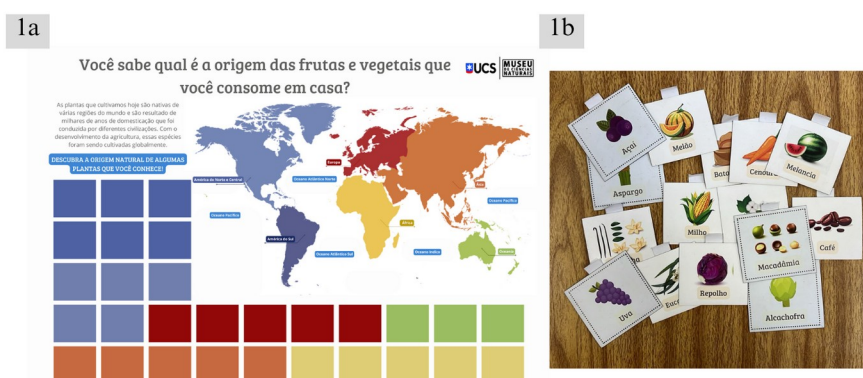 1a
1b
Você sabe qual é a origem das frutas e vegetais que
você consome em casa?
UCS
MUSEU
DE CIÊNCIAS
NATURAIS
As plantas que cultivamos hoje são nativas de
várias regiões do mundo e são resultado de
milhares de anos de domesticação que foi
conduzida por diferentes civilizações. Com o
desenvolvimento da agricultura, essas espécies
foram sendo cultivadas globalmente.
DESCUBRA A ORIGEM NATURAL DE ALGUMAS
PLANTAS QUE VOCÊ CONHECE!
Europa
América do Norte e Central
Oceano Atlântico Norte
Ásia
Oceano Pacífico
Oceano Pacífico
África
América do Sul
Oceano Atlântico Sul
Oceano Índico
Oceania
Açaí
Melão
Bata
Cenour
Melancia
Aspargo
Milho
Café
Macadâmia
Uva
Euc
Repolho
Alcachofra